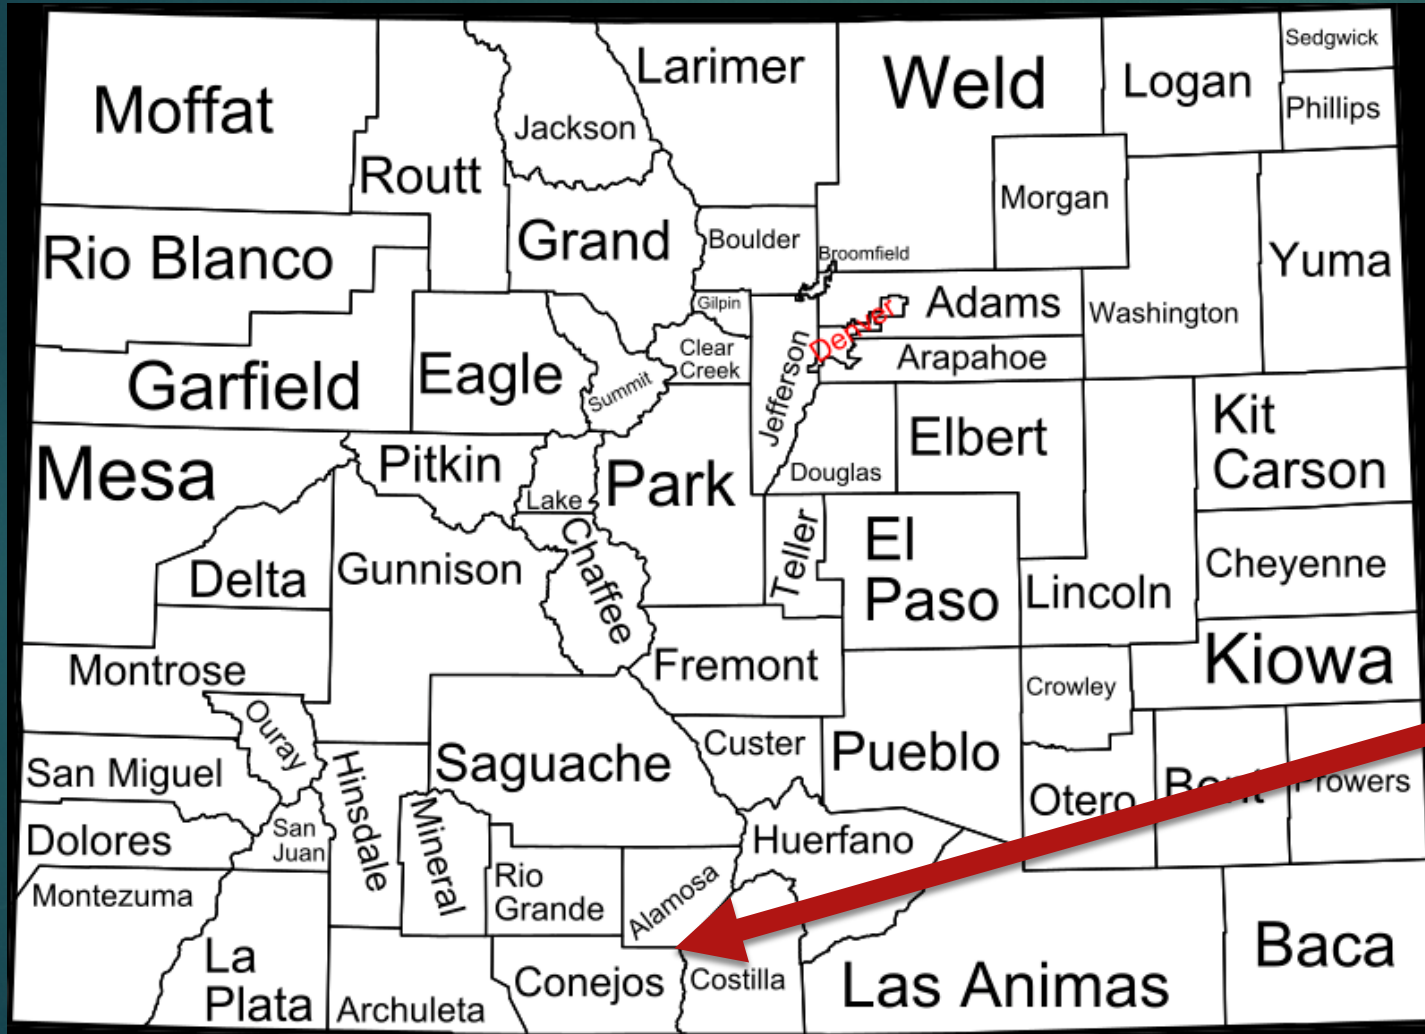 Moffat
Routt
Jackson
Larimer
Weld
Logan
Sedgwick
Phillips
Morgan
Rio Blanco
Grand
Boulder
Broomfield
Yuma
Gilpin
Adams
Washington
Denver
Clear
Creek
Jefferson
Arapahoe
Garfield
Eagle
Summit
Kit
Carson
Mesa
Pitkin
Lake
Park
Douglas
Elbert
Delta
Gunnison
Chaffee
Teller
El
Paso
Lincoln
Cheyenne
Montrose
Fremont
Crowley
Kiowa
Ouray
San Miguel
Hinsdale
Saguache
Custer
Pueblo
Otero
Bent
Prowers
Dolores
San
Juan
Mineral
Rio
Grande
Alamosa
Huerfano
Montezuma
La
Plata
Archuleta
Conejos
Costilla
Las Animas
Baca